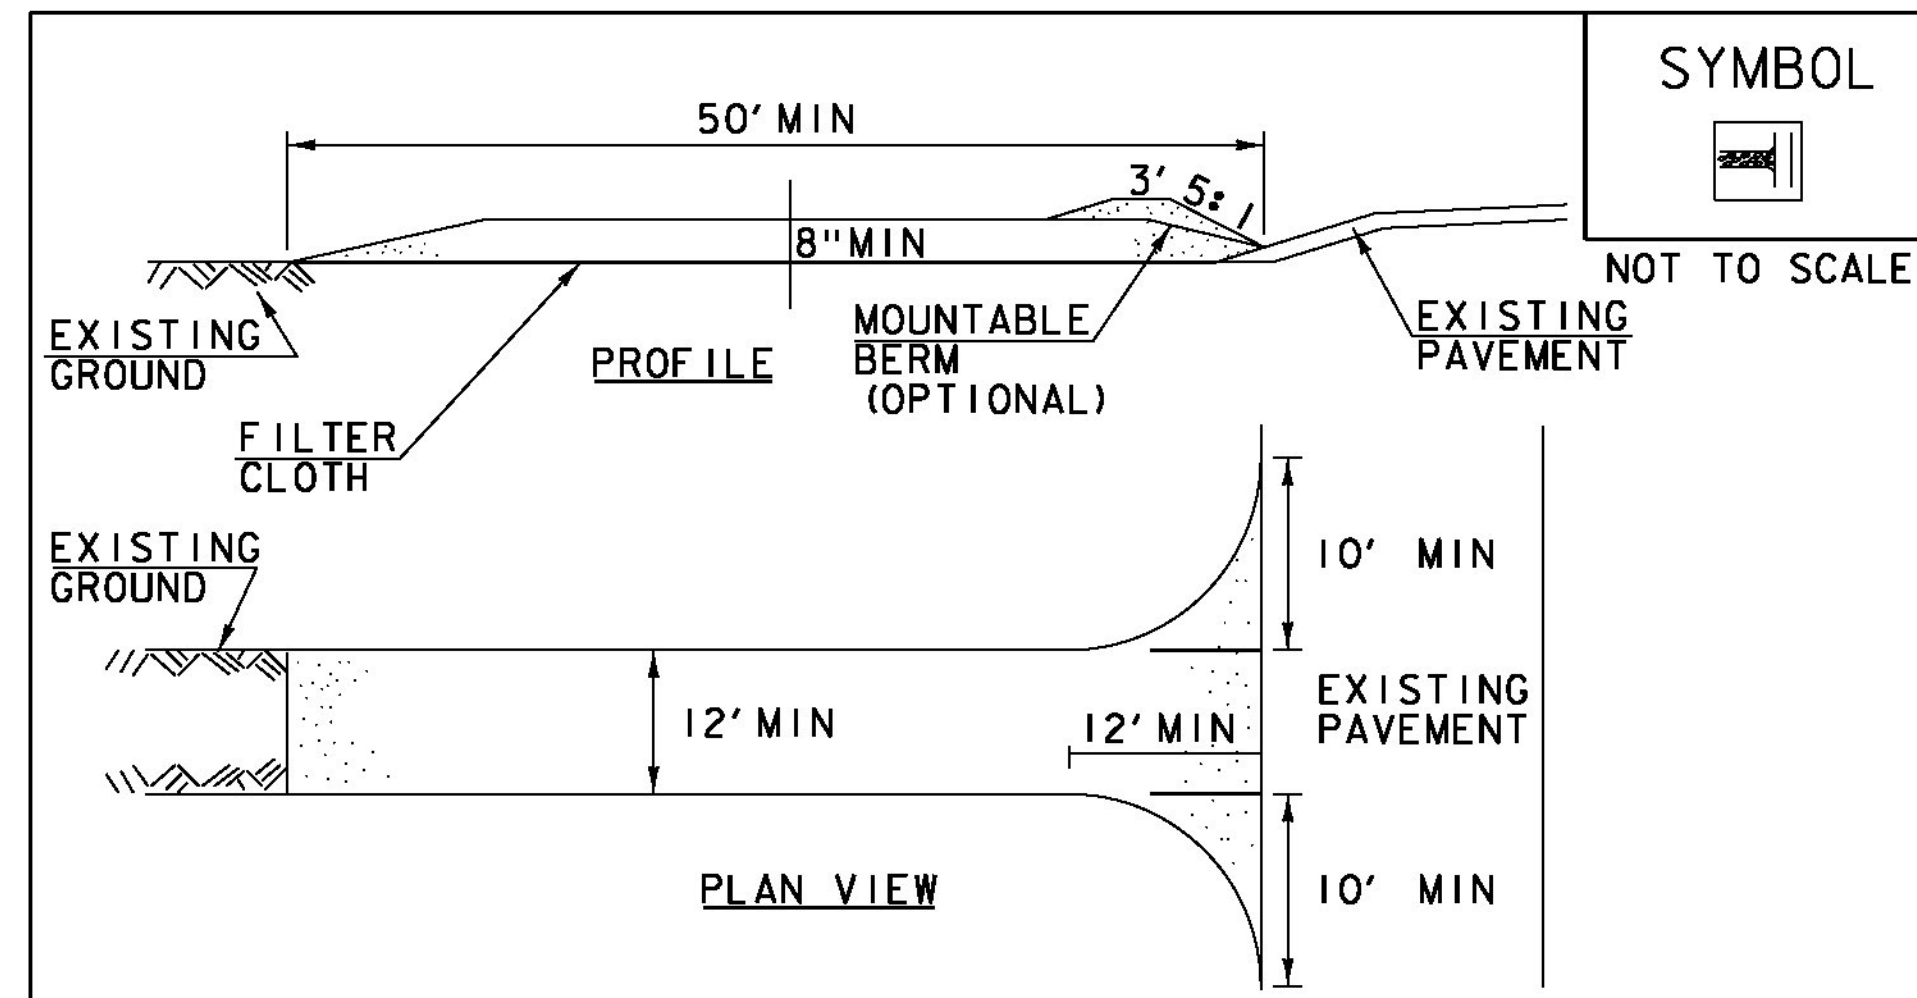 SYMBOL
NOT TO SCALE
50' MIN
3' 5:1
8" MIN
EXISTING
GROUND
PROFILE
MOUNTABLE
BERM
(OPTIONAL)
EXISTING
PAVEMENT
FILTER
CLOTH
EXISTING
GROUND
10' MIN
12' MIN
12' MIN
EXISTING
PAVEMENT
10' MIN
PLAN VIEW